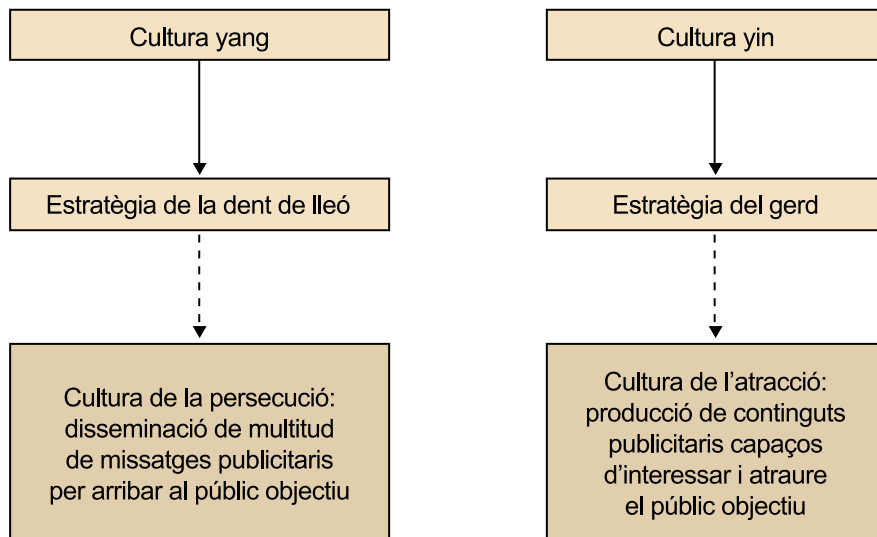 Cultura yang
Estratègia de la dent de lleó
Cultura de la persecució:
disseminació de multitud
de missatges publicitaris
per arribar al públic objectiu
Cultura yin
Estratègia del gerd
Cultura de l’atracció:
producció de continguts
publicitaris capaços
d’interessar i atraure
el públic objectiu